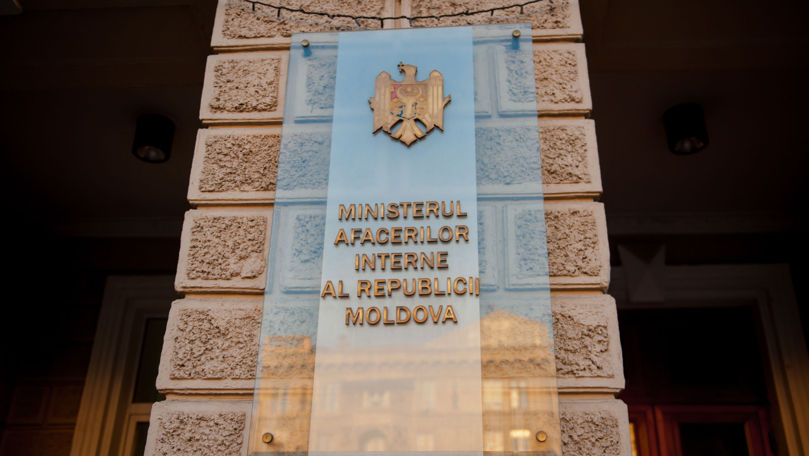 MINISTERUL
AFACERILOR
INTERNE
AL REPUBLICII
MOLDOVA